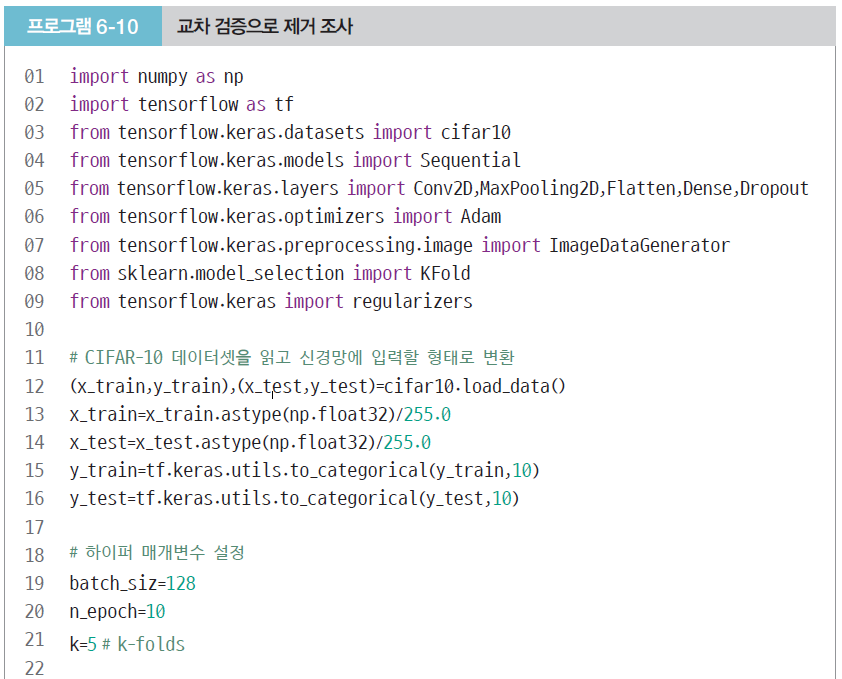 프로그램 6-10 교차 검증으로 제거 조사
01 import numpy as np
02 import tensorflow as tf
03 from tensorflow.keras.datasets import cifar10
04 from tensorflow.keras.models import Sequential
05 from tensorflow.keras.layers import Conv2D,MaxPooling2D,Flatten,Dense,Dropout
06 from tensorflow.keras.optimizers import Adam
07 from tensorflow.keras.preprocessing.image import ImageDataGenerator
08 from sklearn.model_selection import KFold
09 from tensorflow.keras import regularizers
10
11 # CIFAR-10 데이터셋을 읽고 신경망에 입력할 형태로 변환
12 (x_train,y_train),(x_test,y_test)=cifar10.load_data()
13 x_train=x_train.astype(np.float32)/255.0
14 x_test=x_test.astype(np.float32)/255.0
15 y_train=tf.keras.utils.to_categorical(y_train,10)
16 y_test=tf.keras.utils.to_categorical(y_test,10)
17
18 # 하이퍼 매개변수 설정
19 batch_siz=128
20 n_epoch=10
21 k=5 # k-folds
22